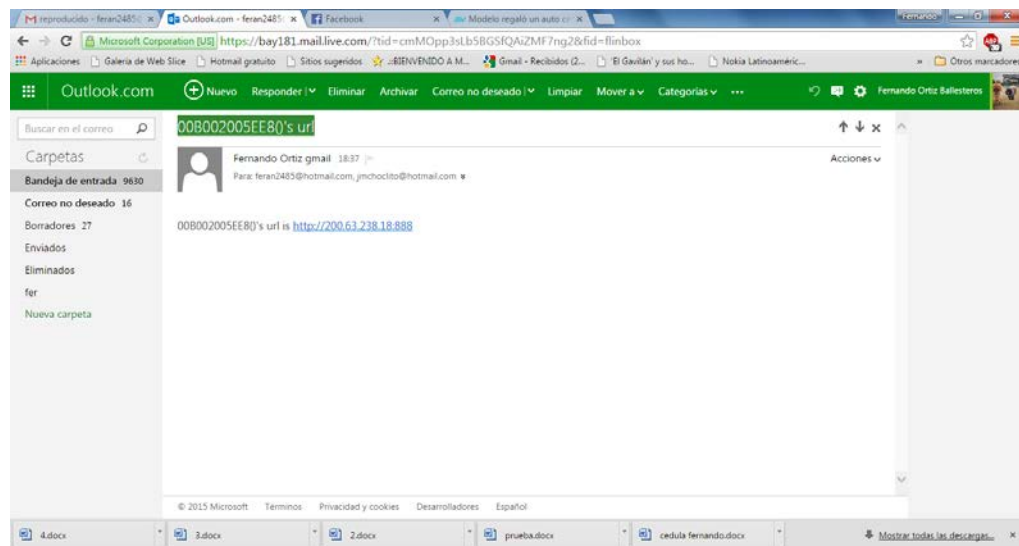 reproducido - feran2485
Outlook.com - feran2485
Facebook
Modelo regaló un auto
Fernando
Microsoft Corporation [US] https://bay181.mail.live.com/?tid=cmMOpp3sLb5BGSfQAiZMF7ng2&fid=flinbox
Aplicaciones Galería de Web Slice Hotmail gratuito Sitios sugeridos ..::BIENVENIDO A M... Gmail - Recibidos (2... 'El Gavilán' y sus ho... Nokia Latinoaméric... » Otros marcadores
Outlook.com Nuevo Responder Eliminar Archivar Correo no deseado Limpiar Mover a Categorías ... Fernando Ortiz Ballesteros
Buscar en el correo
00B002005EE8()'s url
Carpetas
Fernando Ortiz gmail 18:37
Acciones
Para: feran2485@hotmail.com, jmchoclito@hotmail.com
Bandeja de entrada 9630
Correo no deseado 16
Borradores 27
00B002005EE8()'s url is http://200.63.238.18:888
Enviados
Eliminados
fer
Nueva carpeta
© 2015 Microsoft Términos Privacidad y cookies Desarrolladores Español
4.docx 3.docx 2.docx prueba.docx cedula fernando.docx Mostrar todas las descargas...